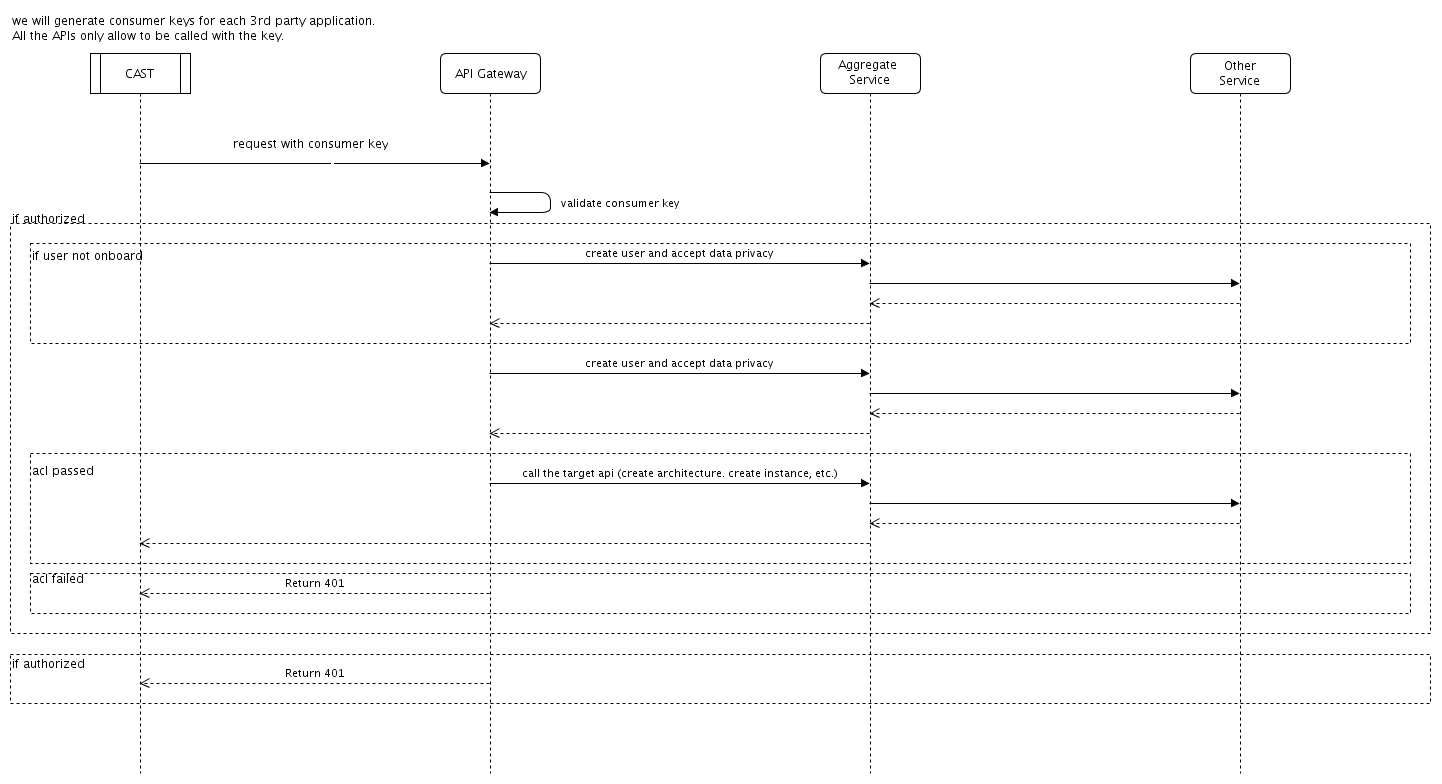 we will generate consumer keys for each 3rd party application.
All the APIs only allow to be called with the key.
CAST
API Gateway
Aggregate
Service
Other
Service
request with consumer key
validate consumer key
if authorized
if user not onboard
create user and accept data privacy
create user and accept data privacy
acl passed
call the target api (create architecture. create instance, etc.)
acl failed
Return 401
if authorized
Return 401